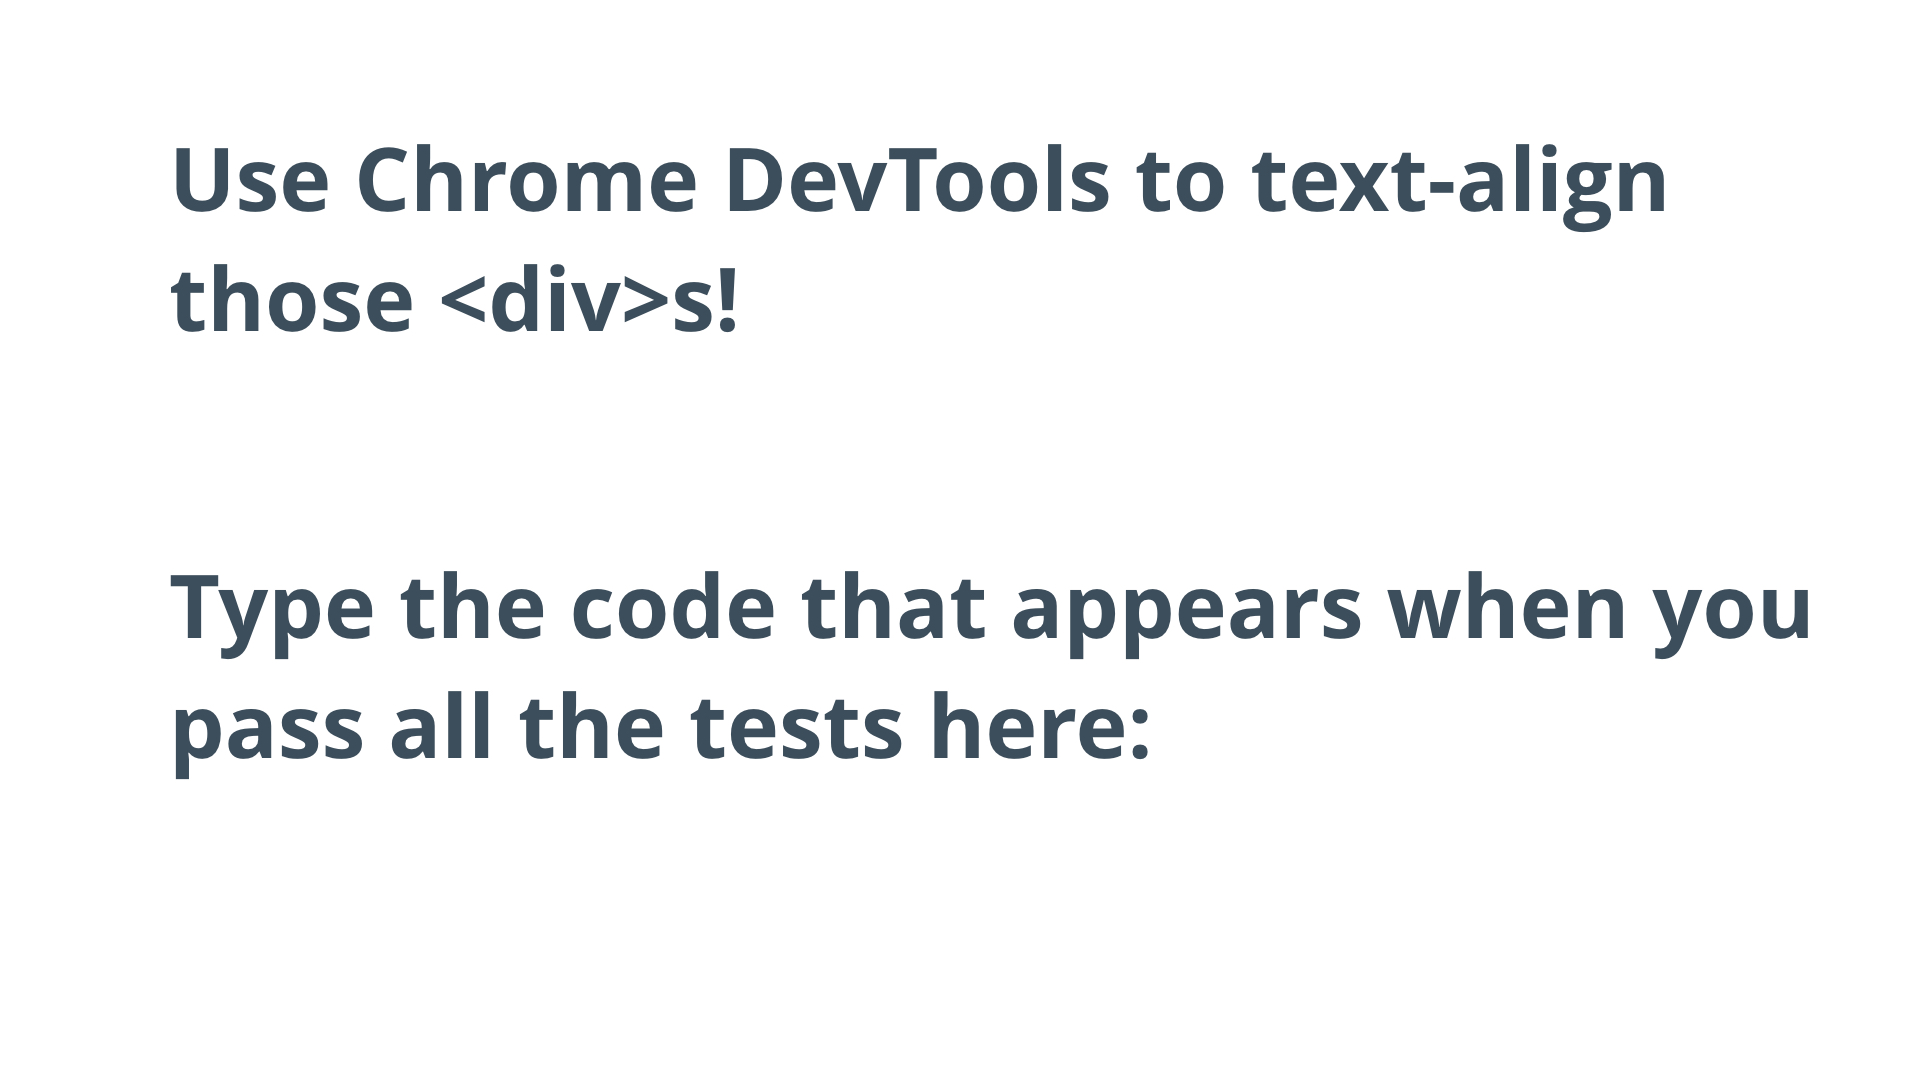 Use Chrome DevTools to text-align
those <div>s!
Type the code that appears when you
pass all the tests here: